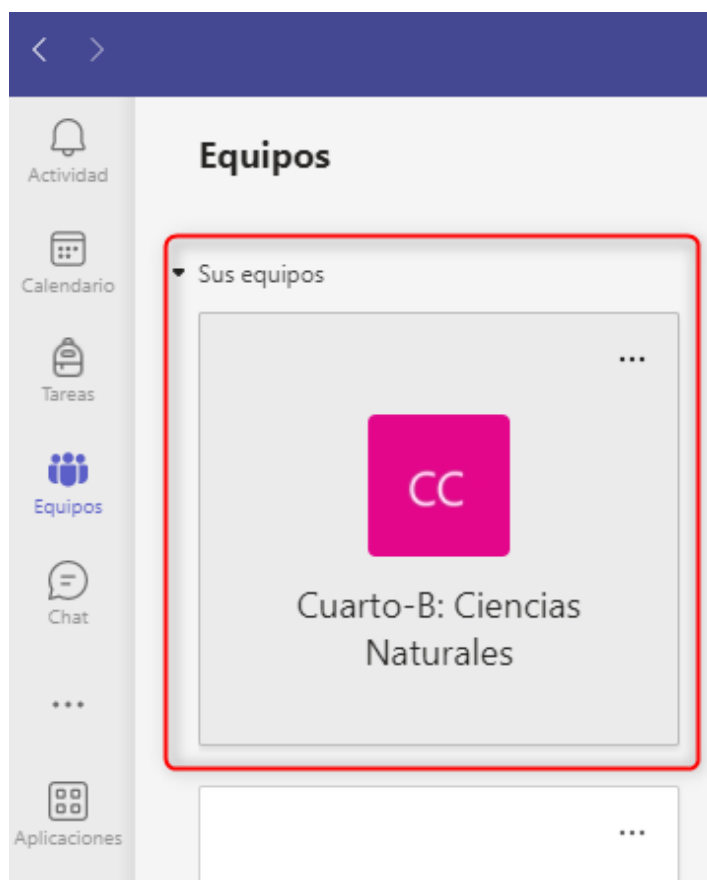 Actividad
Calendario
Tareas
Equipos
Chat
Aplicaciones
Equipos
Sus equipos
CC
Cuarto-B: Ciencias
Naturales